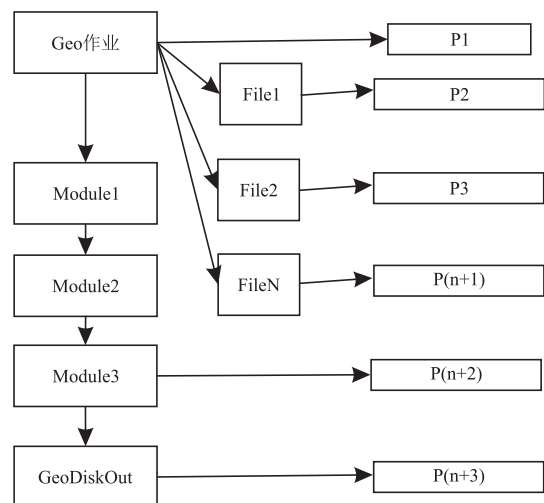 Geo作业
P1
File1
P2
Module1
File2
P3
Module2
FileN
P(n+1)
Module3
P(n+2)
GeoDiskOut
P(n+3)